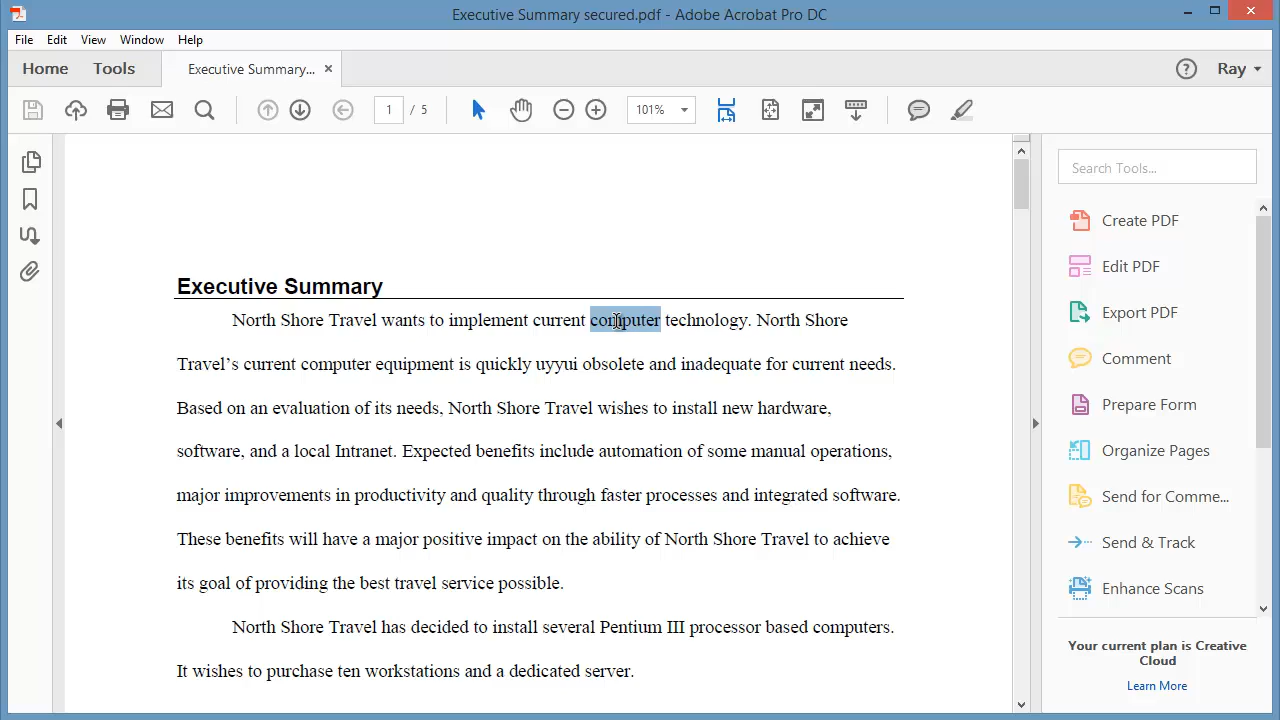 Executive Summary secured.pdf - Adobe Acrobat Pro DC
File Edit View Window Help
Home Tools Executive Summary... × Ray
1 / 5 101%
Search Tools...
Create PDF
Edit PDF
Export PDF
Comment
Prepare Form
Organize Pages
Send for Comme...
Send & Track
Enhance Scans
Your current plan is Creative
Cloud
Learn More
Executive Summary
North Shore Travel wants to implement current computer technology. North Shore
Travel’s current computer equipment is quickly uyyui obsolete and inadequate for current needs.
Based on an evaluation of its needs, North Shore Travel wishes to install new hardware,
software, and a local Intranet. Expected benefits include automation of some manual operations,
major improvements in productivity and quality through faster processes and integrated software.
These benefits will have a major positive impact on the ability of North Shore Travel to achieve
its goal of providing the best travel service possible.
North Shore Travel has decided to install several Pentium III processor based computers.
It wishes to purchase ten workstations and a dedicated server.